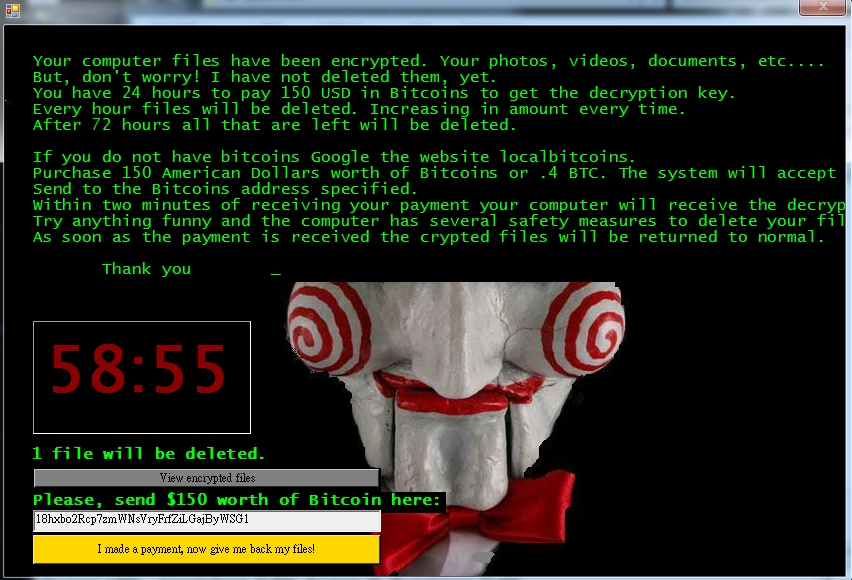 Your computer files have been encrypted. Your photos, videos, documents, etc....
But, don't worry! I have not deleted them, yet.
You have 24 hours to pay 150 USD in Bitcoins to get the decryption key.
Every hour files will be deleted. Increasing in amount every time.
After 72 hours all that are left will be deleted.
If you do not have bitcoins Google the website localbitcoins.
Purchase 150 American Dollars worth of Bitcoins or .4 BTC. The system will accept
Send to the Bitcoins address specified.
Within two minutes of receiving your payment your computer will receive the decryp
Try anything funny and the computer has several safety measures to delete your fil
As soon as the payment is received the crypted files will be returned to normal.
Thank you _
58:55
1 file will be deleted.
View encrypted files
Please, send $150 worth of Bitcoin here:
18hxbo2Rcp7zmWNsVryFrfZiLGajByWSG1
I made a payment, now give me back my files!